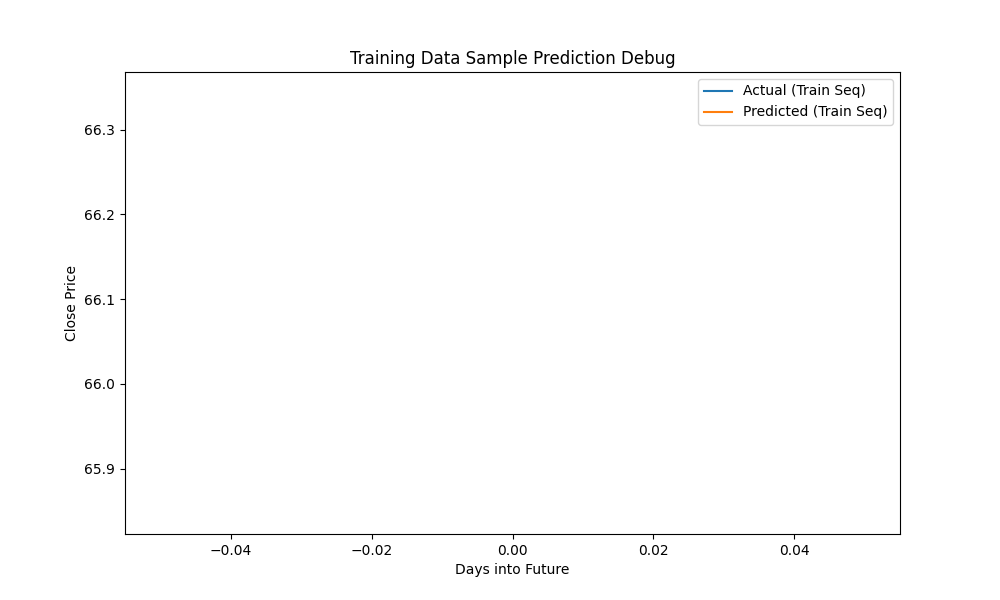 Training Data Sample Prediction Debug
Actual (Train Seq)
Predicted (Train Seq)
66.3
66.2
66.1
66.0
65.9
Close Price
−0.04
−0.02
0.00
0.02
0.04
Days into Future